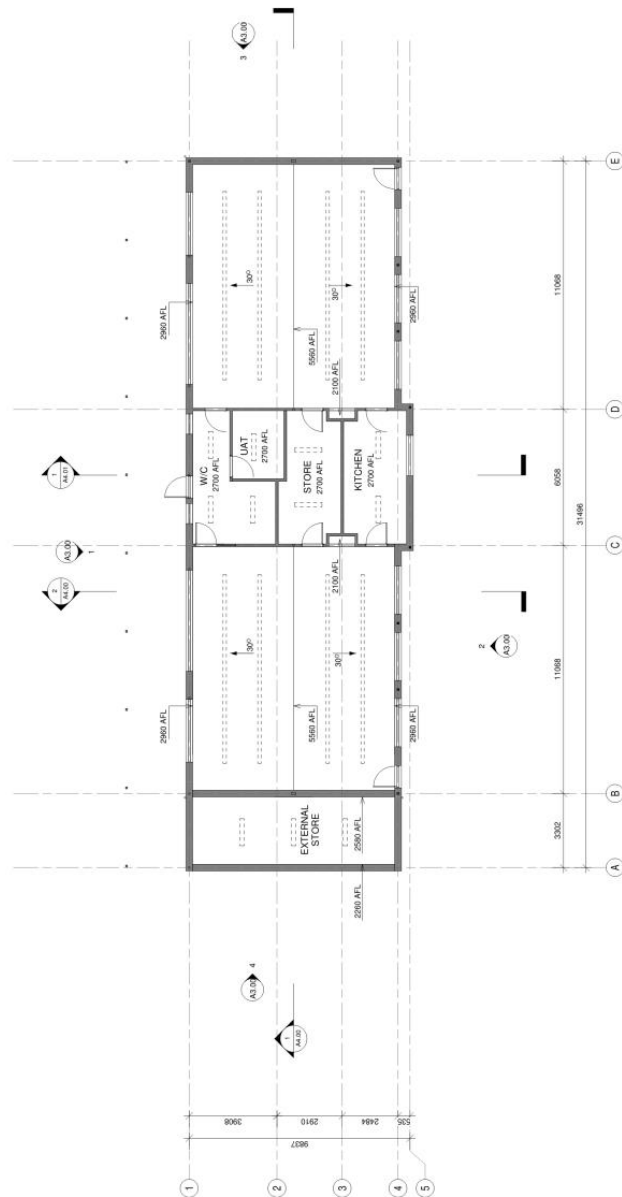 A3.00
3
E
2960 AFL
30°
30°
2960 AFL
5560 AFL
11068
2100 AFL
D
1
A4.01
W/C
2700 AFL
UAT
2700 AFL
STORE
2700 AFL
KITCHEN
2700 AFL
6058
31496
A3.00
1
C
2
A4.00
2100 AFL
30°
30°
2
A3.00
11068
2960 AFL
5560 AFL
2960 AFL
B
EXTERNAL
STORE
2580 AFL
3302
2260 AFL
A
A3.00
4
1
A4.00
3908
2910
2484
535
9837
1
2
3
4
5